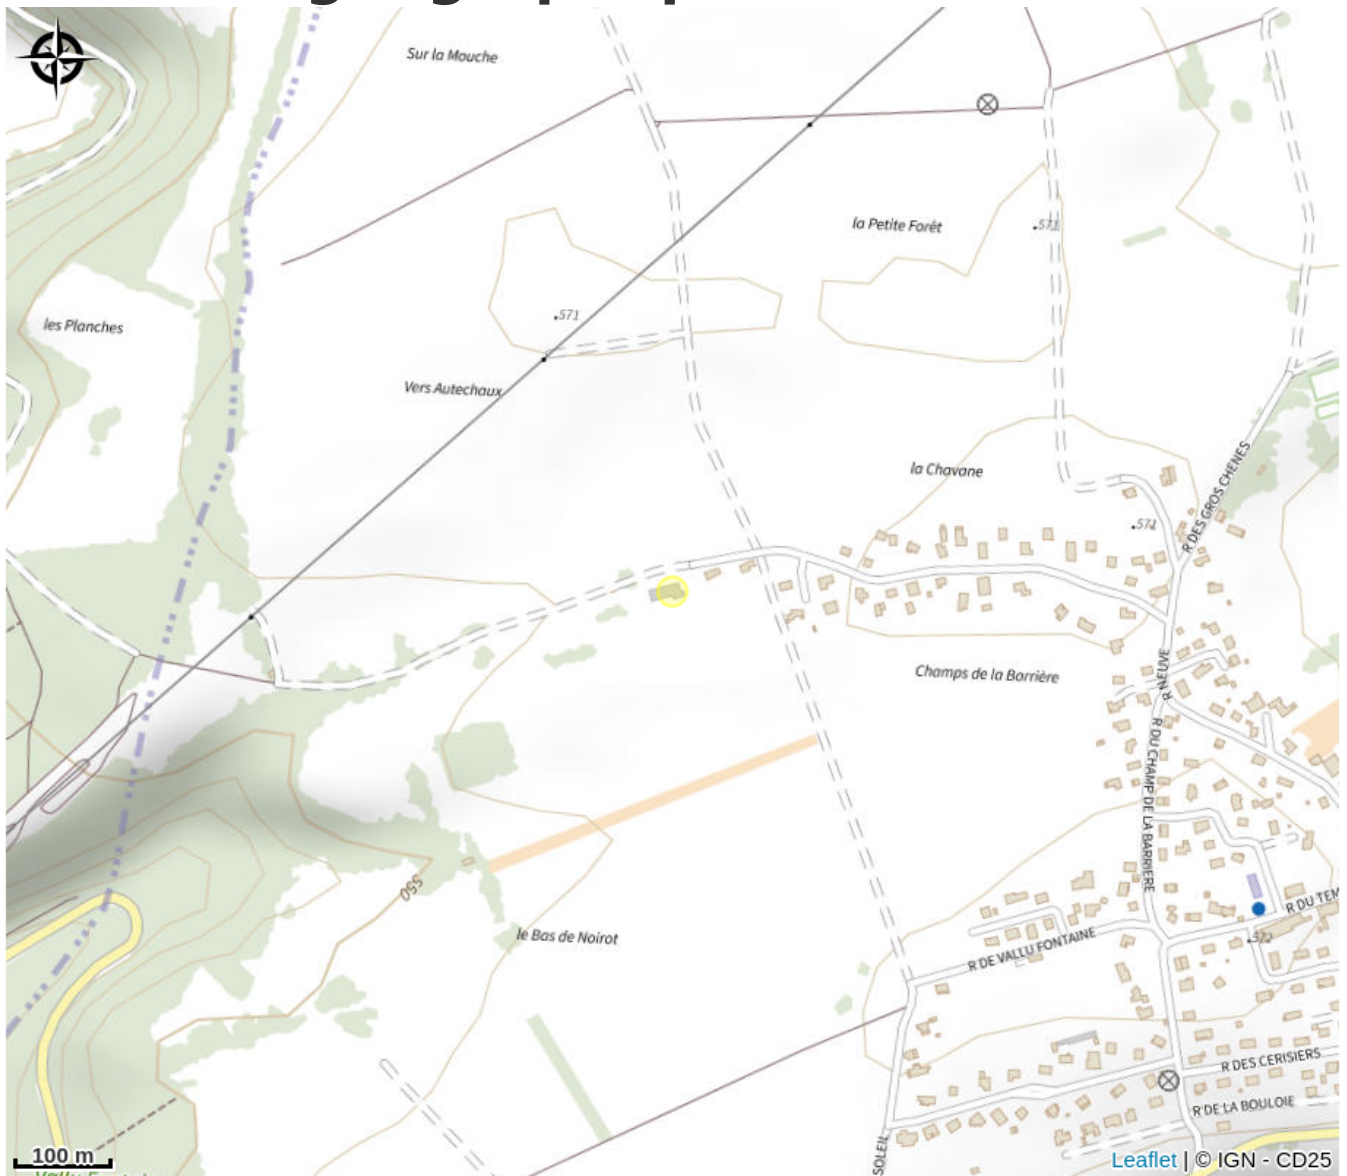 Sur la Mouche
la Petite Forêt
571
571
les Planches
Vers Autechaux
la Chavane
R DES GROS CHENES
571
Champs de la Barrière
R NEUVE
R DU CHAMP DE LA BARRIERE
550
R DU TEM
le Bas de Noirot
R DE VALLU FONTAINE
572
R DES CERISIERS
R DE LA BOULOIE
SOLEIL
100 m
Leaflet | © IGN - CD25